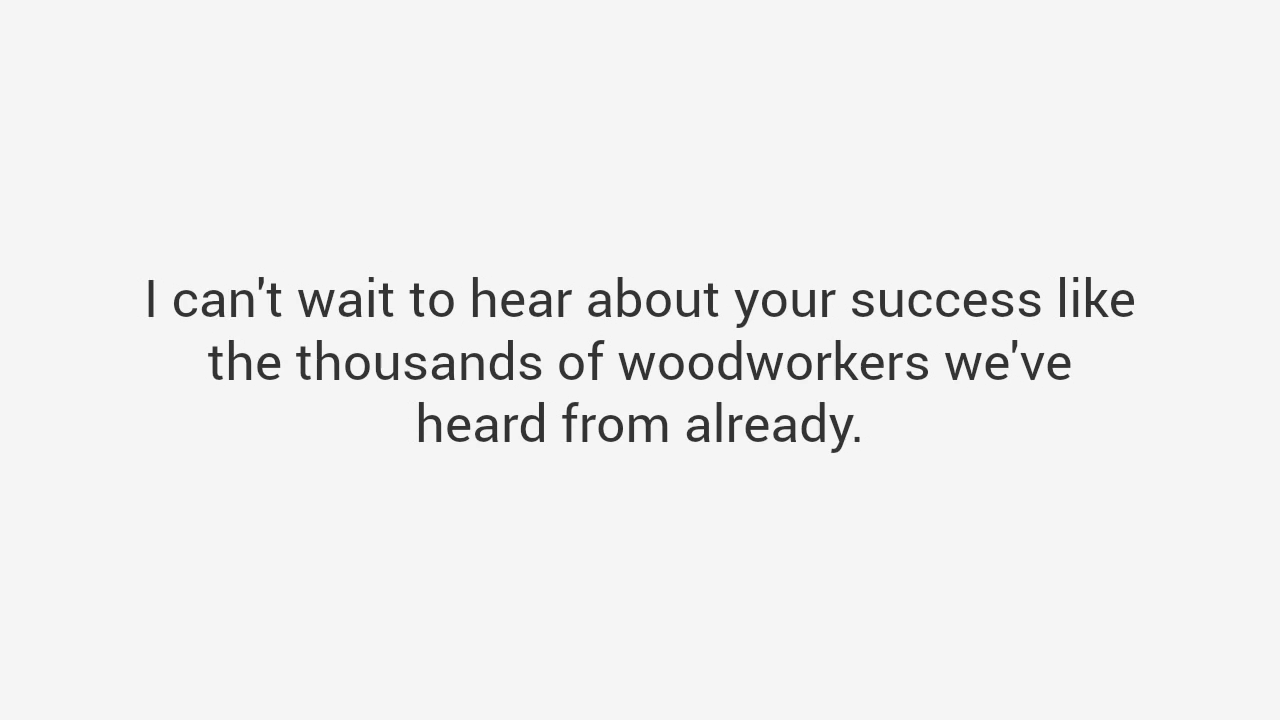 I can't wait to hear about your success like
the thousands of woodworkers we've
heard from already.